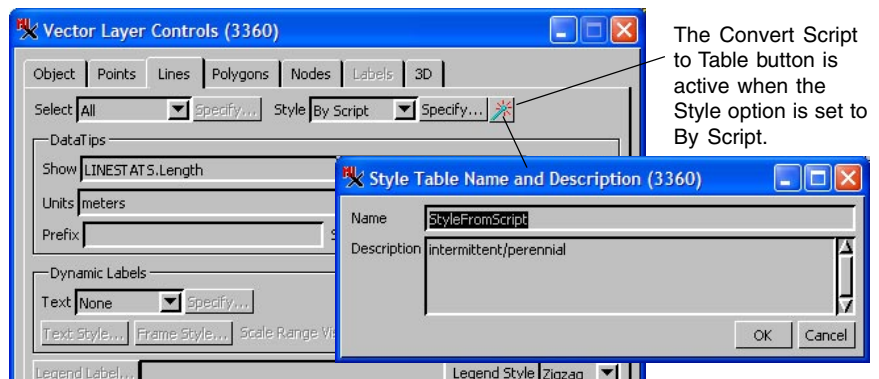 Vector Layer Controls (3360)
Object Points Lines Polygons Nodes Labels 3D
Select All Specify... Style By Script Specify...
DataTips
Show LINESTATS.Length
Units meters
Prefix
Dynamic Labels
Text None Specify...
Text Style... Frame Style... Scale Range
Legend Label... Legend Style Zigzag
Style Table Name and Description (3360)
Name StyleFromScript
Description intermittent/perennial
OK Cancel
The Convert Script
to Table button is
active when the
Style option is set to
By Script.